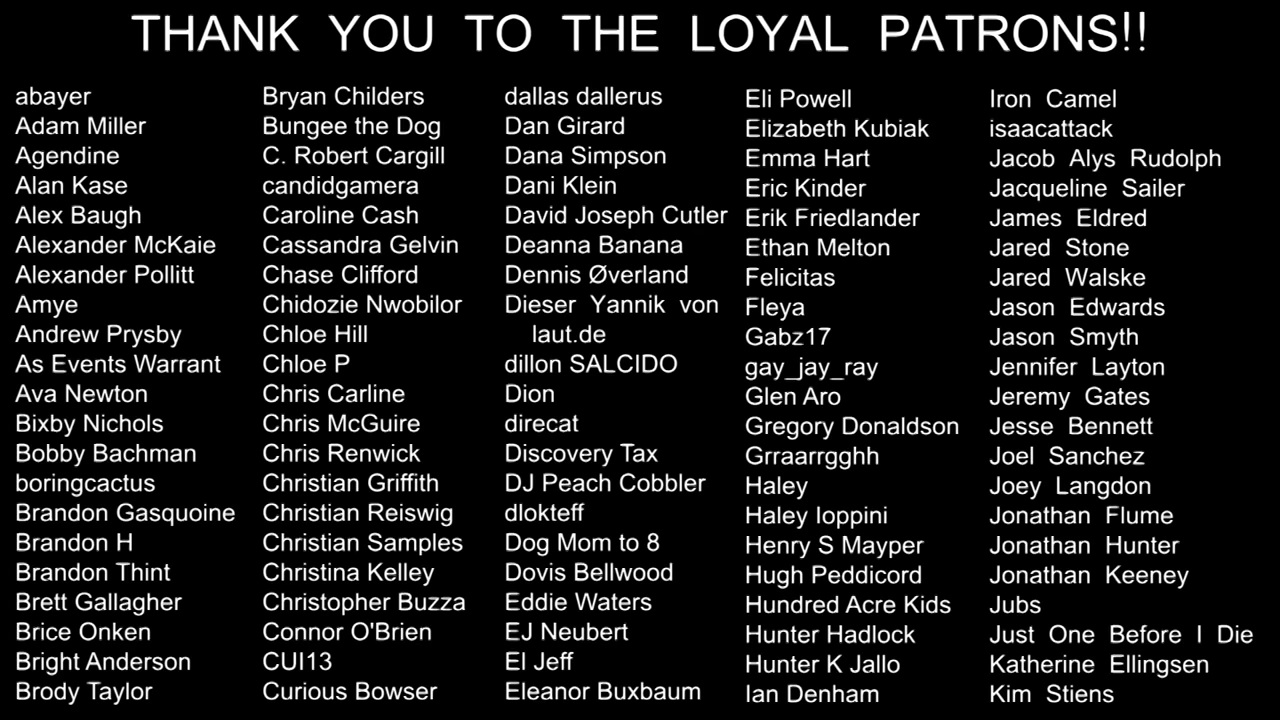 THANK YOU TO THE LOYAL PATRONS!!
abayer
Adam Miller
Agendine
Alan Kase
Alex Baugh
Alexander McKaie
Alexander Pollitt
Amye
Andrew Prysby
As Events Warrant
Ava Newton
Bixby Nichols
Bobby Bachman
boringcactus
Brandon Gasquoine
Brandon H
Brandon Thint
Brett Gallagher
Brice Onken
Bright Anderson
Brody Taylor
Bryan Childers
Bungee the Dog
C. Robert Cargill
candidgamera
Caroline Cash
Cassandra Gelvin
Chase Clifford
Chidozie Nwobilor
Chloe Hill
Chloe P
Chris Carline
Chris McGuire
Chris Renwick
Christian Griffith
Christian Reiswig
Christian Samples
Christina Kelley
Christopher Buzza
Connor O'Brien
CUI13
Curious Bowser
dallas dallerus
Dan Girard
Dana Simpson
Dani Klein
David Joseph Cutler
Deanna Banana
Dennis Øverland
Dieser Yannik von
laut.de
dillon SALCIDO
Dion
direcat
Discovery Tax
DJ Peach Cobbler
dlokteff
Dog Mom to 8
Dovis Bellwood
Eddie Waters
EJ Neubert
El Jeff
Eleanor Buxbaum
Eli Powell
Elizabeth Kubiak
Emma Hart
Eric Kinder
Erik Friedlander
Ethan Melton
Felicitas
Fleya
Gabz17
gay_jay_ray
Glen Aro
Gregory Donaldson
Grraarrgghh
Haley
Haley Ioppini
Henry S Mayper
Hugh Peddicord
Hundred Acre Kids
Hunter Hadlock
Hunter K Jallo
Ian Denham
Iron Camel
isaacattack
Jacob Alys Rudolph
Jacqueline Sailer
James Eldred
Jared Stone
Jared Walske
Jason Edwards
Jason Smyth
Jennifer Layton
Jeremy Gates
Jesse Bennett
Joel Sanchez
Joey Langdon
Jonathan Flume
Jonathan Hunter
Jonathan Keeney
Jubs
Just One Before I Die
Katherine Ellingsen
Kim Stiens